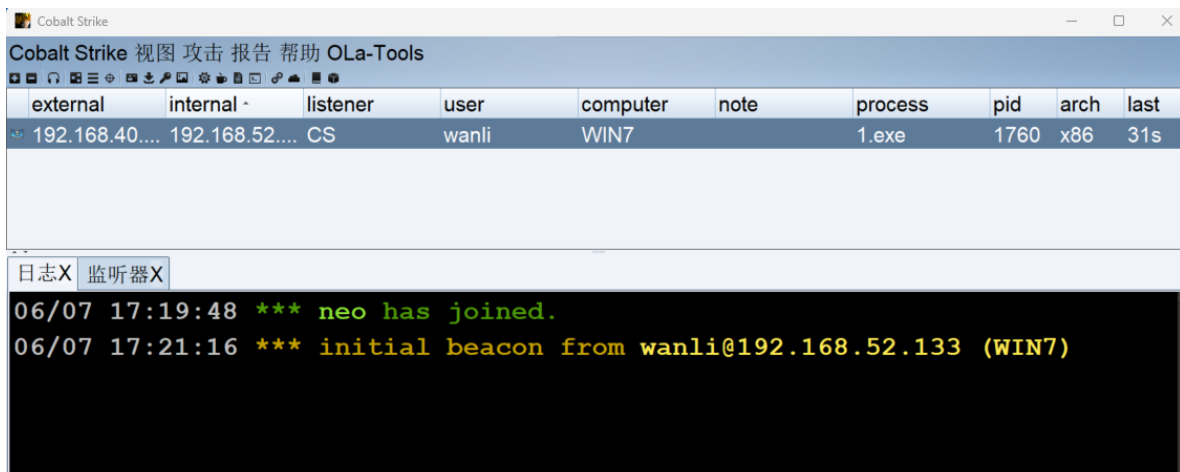 Cobalt Strike
Cobalt Strike 视图 攻击 报告 帮助 OLa-Tools
external internal listener user computer note process pid arch last
192.168.40.... 192.168.52.... CS wanli WIN7 1.exe 1760 x86 31s
日志X 监听器X
06/07 17:19:48 *** neo has joined.
06/07 17:21:16 *** initial beacon from wanli@192.168.52.133 (WIN7)